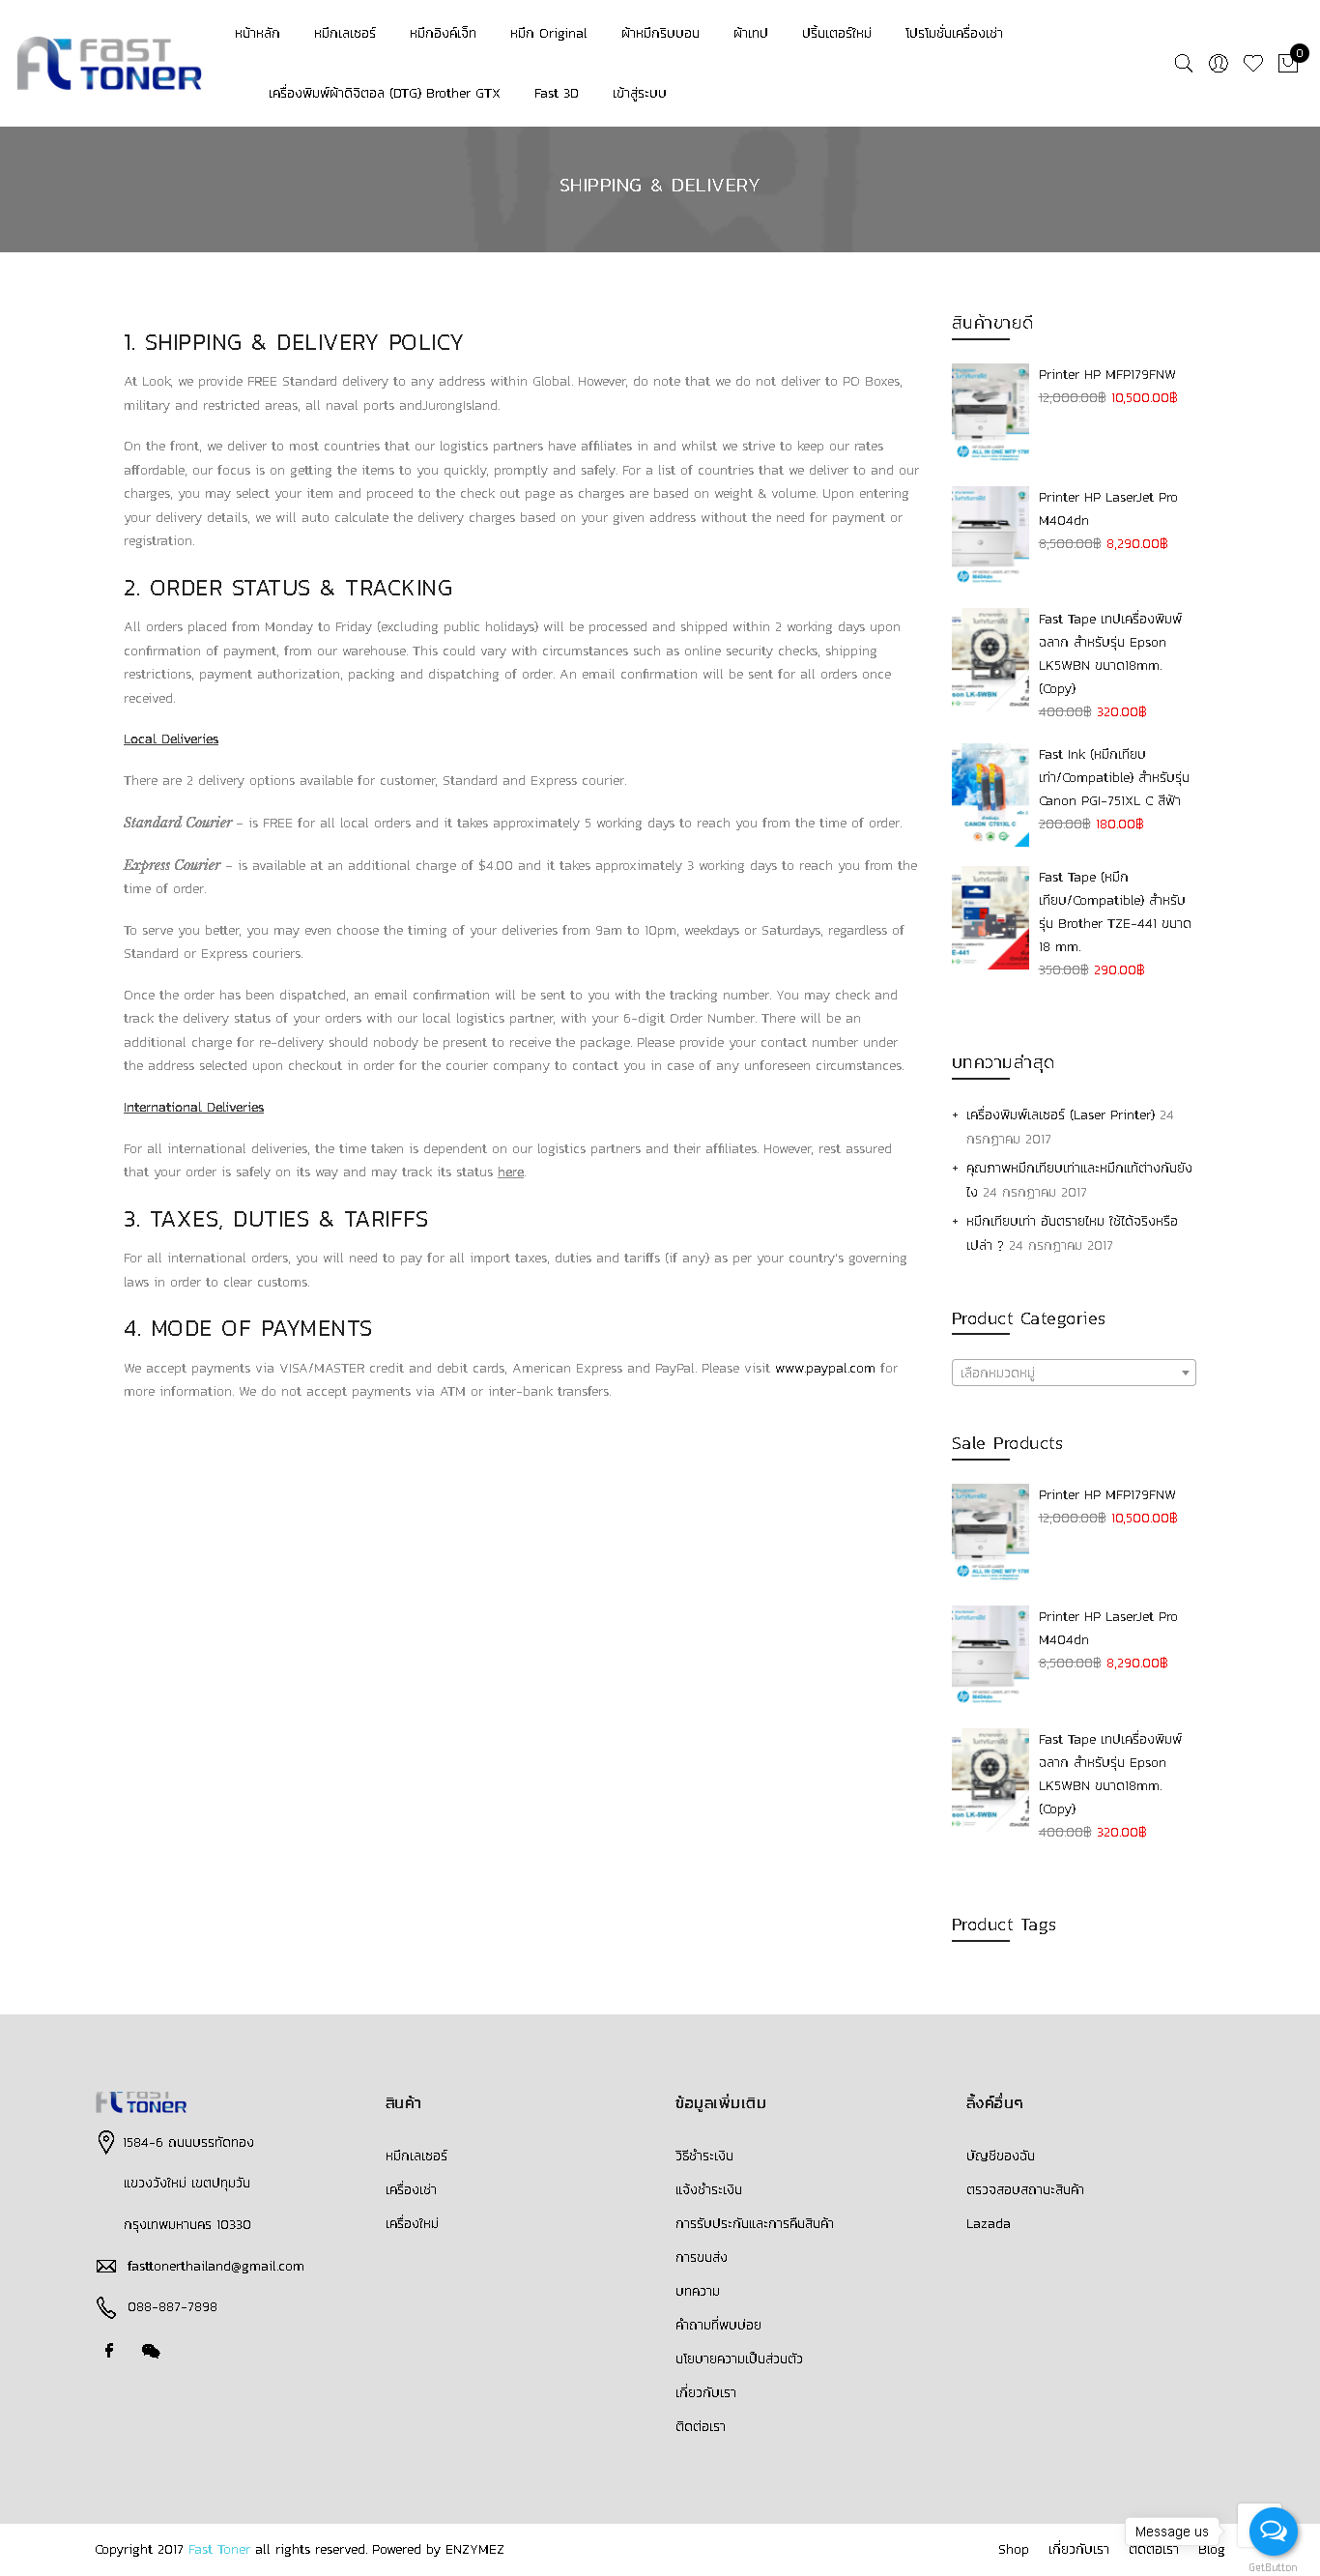 FAST
TONER
หน้าหลัก
หมึกเลเซอร์
หมึกอิงค์เจ็ท
หมึก Original
ผ้าหมึกริบบอน
ผ้าเทป
ปริ้นเตอร์ใหม่
โปรโมชั่นเครื่องเช่า
0
เครื่องพิมพ์ผ้าดิจิตอล (DTG) Brother GTX
Fast 3D
เข้าสู่ระบบ
SHIPPING & DELIVERY
1. SHIPPING & DELIVERY POLICY
At Look, we provide FREE Standard delivery to any address within Global. However, do note that we do not deliver to PO Boxes,
military and restricted areas, all naval ports andJurongIsland.
On the front, we deliver to most countries that our logistics partners have affiliates in and whilst we strive to keep our rates
affordable, our focus is on getting the items to you quickly, promptly and safely. For a list of countries that we deliver to and our
charges, you may select your item and proceed to the check out page as charges are based on weight & volume. Upon entering
your delivery details, we will auto calculate the delivery charges based on your given address without the need for payment or
registration.
2. ORDER STATUS & TRACKING
All orders placed from Monday to Friday (excluding public holidays) will be processed and shipped within 2 working days upon
confirmation of payment, from our warehouse. This could vary with circumstances such as online security checks, shipping
restrictions, payment authorization, packing and dispatching of order. An email confirmation will be sent for all orders once
received.
Local Deliveries
There are 2 delivery options available for customer, Standard and Express courier.
Standard Courier – is FREE for all local orders and it takes approximately 5 working days to reach you from the time of order.
Express Courier – is available at an additional charge of $4.00 and it takes approximately 3 working days to reach you from the
time of order.
To serve you better, you may even choose the timing of your deliveries from 9am to 10pm, weekdays or Saturdays, regardless of
Standard or Express couriers.
Once the order has been dispatched, an email confirmation will be sent to you with the tracking number. You may check and
track the delivery status of your orders with our local logistics partner, with your 6-digit Order Number. There will be an
additional charge for re-delivery should nobody be present to receive the package. Please provide your contact number under
the address selected upon checkout in order for the courier company to contact you in case of any unforeseen circumstances.
International Deliveries
For all international deliveries, the time taken is dependent on our logistics partners and their affiliates. However, rest assured
that your order is safely on its way and may track its status here.
3. TAXES, DUTIES & TARIFFS
For all international orders, you will need to pay for all import taxes, duties and tariffs (if any) as per your country's governing
laws in order to clear customs.
4. MODE OF PAYMENTS
We accept payments via VISA/MASTER credit and debit cards, American Express and PayPal. Please visit www.paypal.com for
more information. We do not accept payments via ATM or inter-bank transfers.
สินค้าขายดี
Printer HP MFP179FNW
12,000.00฿ 10,500.00฿
Printer HP LaserJet Pro
M404dn
8,500.00฿ 8,290.00฿
Fast Tape เทปเครื่องพิมพ์
ฉลาก สำหรับรุ่น Epson
LK5WBN ขนาด18mm.
(Copy)
400.00฿ 320.00฿
Fast Ink (หมึกเทียบ
เท่า/Compatible) สำหรับรุ่น
Canon PGI-751XL C สีฟ้า
200.00฿ 180.00฿
Fast Tape (หมึก
เทียบ/Compatible) สำหรับ
รุ่น Brother TZE-441 ขนาด
18 mm.
350.00฿ 290.00฿
บทความล่าสุด
+ เครื่องพิมพ์เลเซอร์ (Laser Printer) 24
กรกฎาคม 2017
+ คุณภาพหมึกเทียบเท่าและหมึกแท้ต่างกันยัง
ไง 24 กรกฎาคม 2017
+ หมึกเทียบเท่า อันตรายไหม ใช้ได้จริงหรือ
เปล่า ? 24 กรกฎาคม 2017
Product Categories
เลือกหมวดหมู่
Sale Products
Printer HP MFP179FNW
12,000.00฿ 10,500.00฿
Printer HP LaserJet Pro
M404dn
8,500.00฿ 8,290.00฿
Fast Tape เทปเครื่องพิมพ์
ฉลาก สำหรับรุ่น Epson
LK5WBN ขนาด18mm.
(Copy)
400.00฿ 320.00฿
Product Tags
FAST
TONER
1584-6 ถนนบรรทัดทอง
แขวงวังใหม่ เขตปทุมวัน
กรุงเทพมหานคร 10330
fasttonerthailand@gmail.com
088-887-7898
สินค้า
หมึกเลเซอร์
เครื่องเช่า
เครื่องใหม่
ข้อมูลเพิ่มเติม
วิธีชำระเงิน
แจ้งชำระเงิน
การรับประกันและการคืนสินค้า
การขนส่ง
บทความ
คำถามที่พบบ่อย
นโยบายความเป็นส่วนตัว
เกี่ยวกับเรา
ติดต่อเรา
ลิ้งค์อื่นๆ
บัญชีของฉัน
ตรวจสอบสถานะสินค้า
Lazada
Copyright 2017 Fast Toner all rights reserved. Powered by ENZYMEZ
Shop
เกี่ยวกับเรา
ติดต่อเรา
Blog
Message us
GetButton